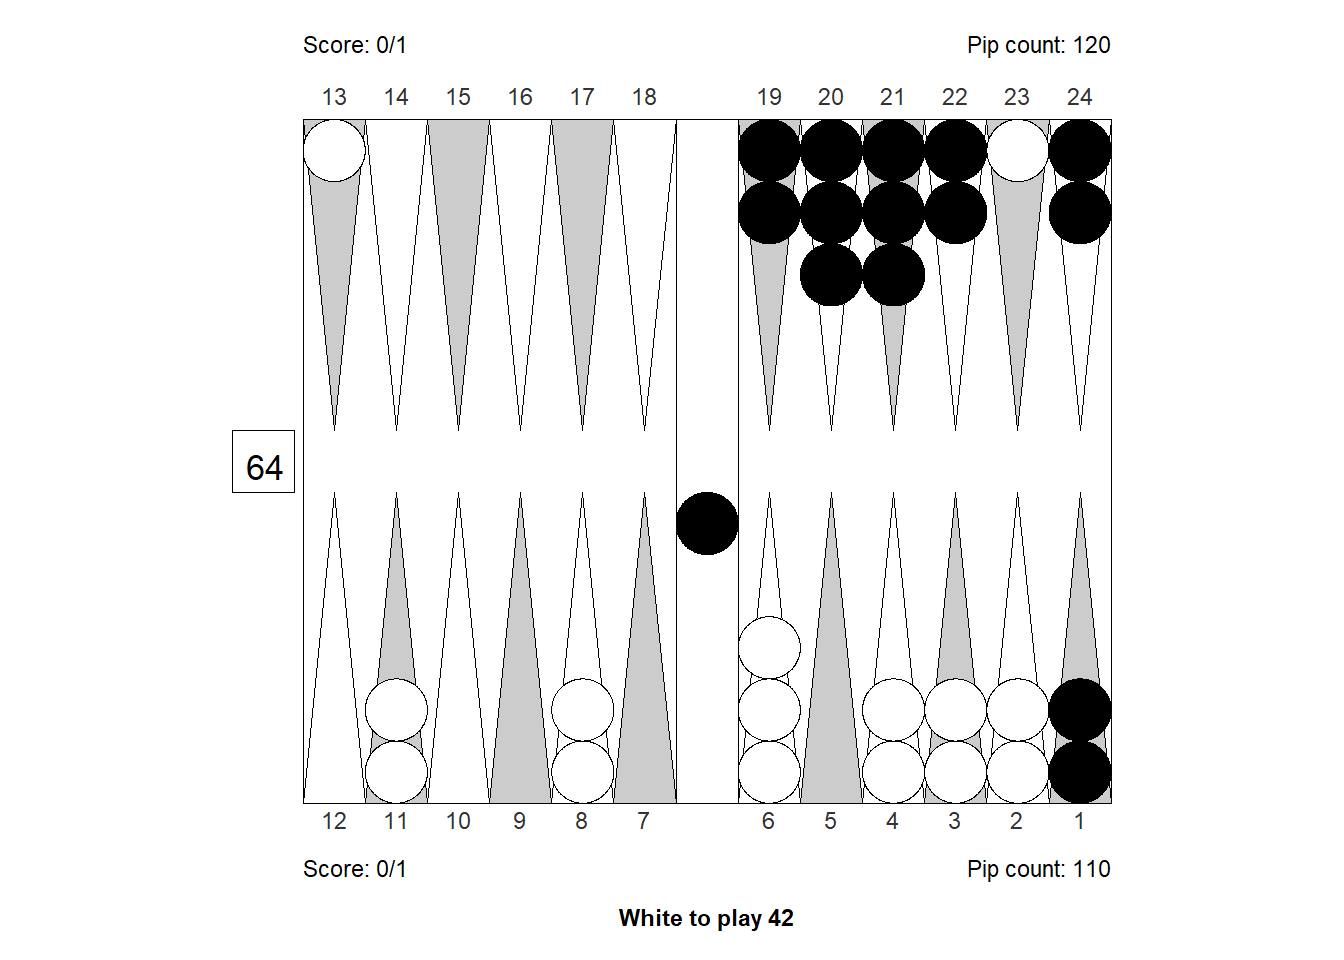 Score: 0/1 Pip count: 120
13 14 15 16 17 18 19 20 21 22 23 24
64
12 11 10 9 8 7 6 5 4 3 2 1
Score: 0/1 Pip count: 110
White to play 42